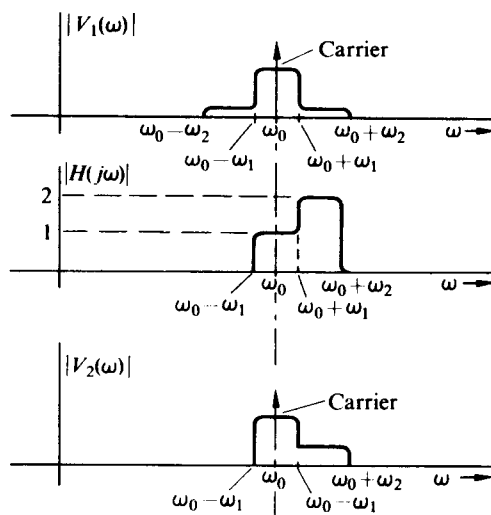 |V₁(ω)|
Carrier
ω₀−ω₂ ω₀ ω₀+ω₂ ω
ω₀−ω₁ ω₀+ω₁
|H(jω)|
2
1
ω₀ ω₀+ω₂ ω
ω₀−ω₁ ω₀+ω₁
|V₂(ω)|
Carrier
ω₀ ω₀+ω₂ ω
ω₀−ω₁ ω₀−ω₁